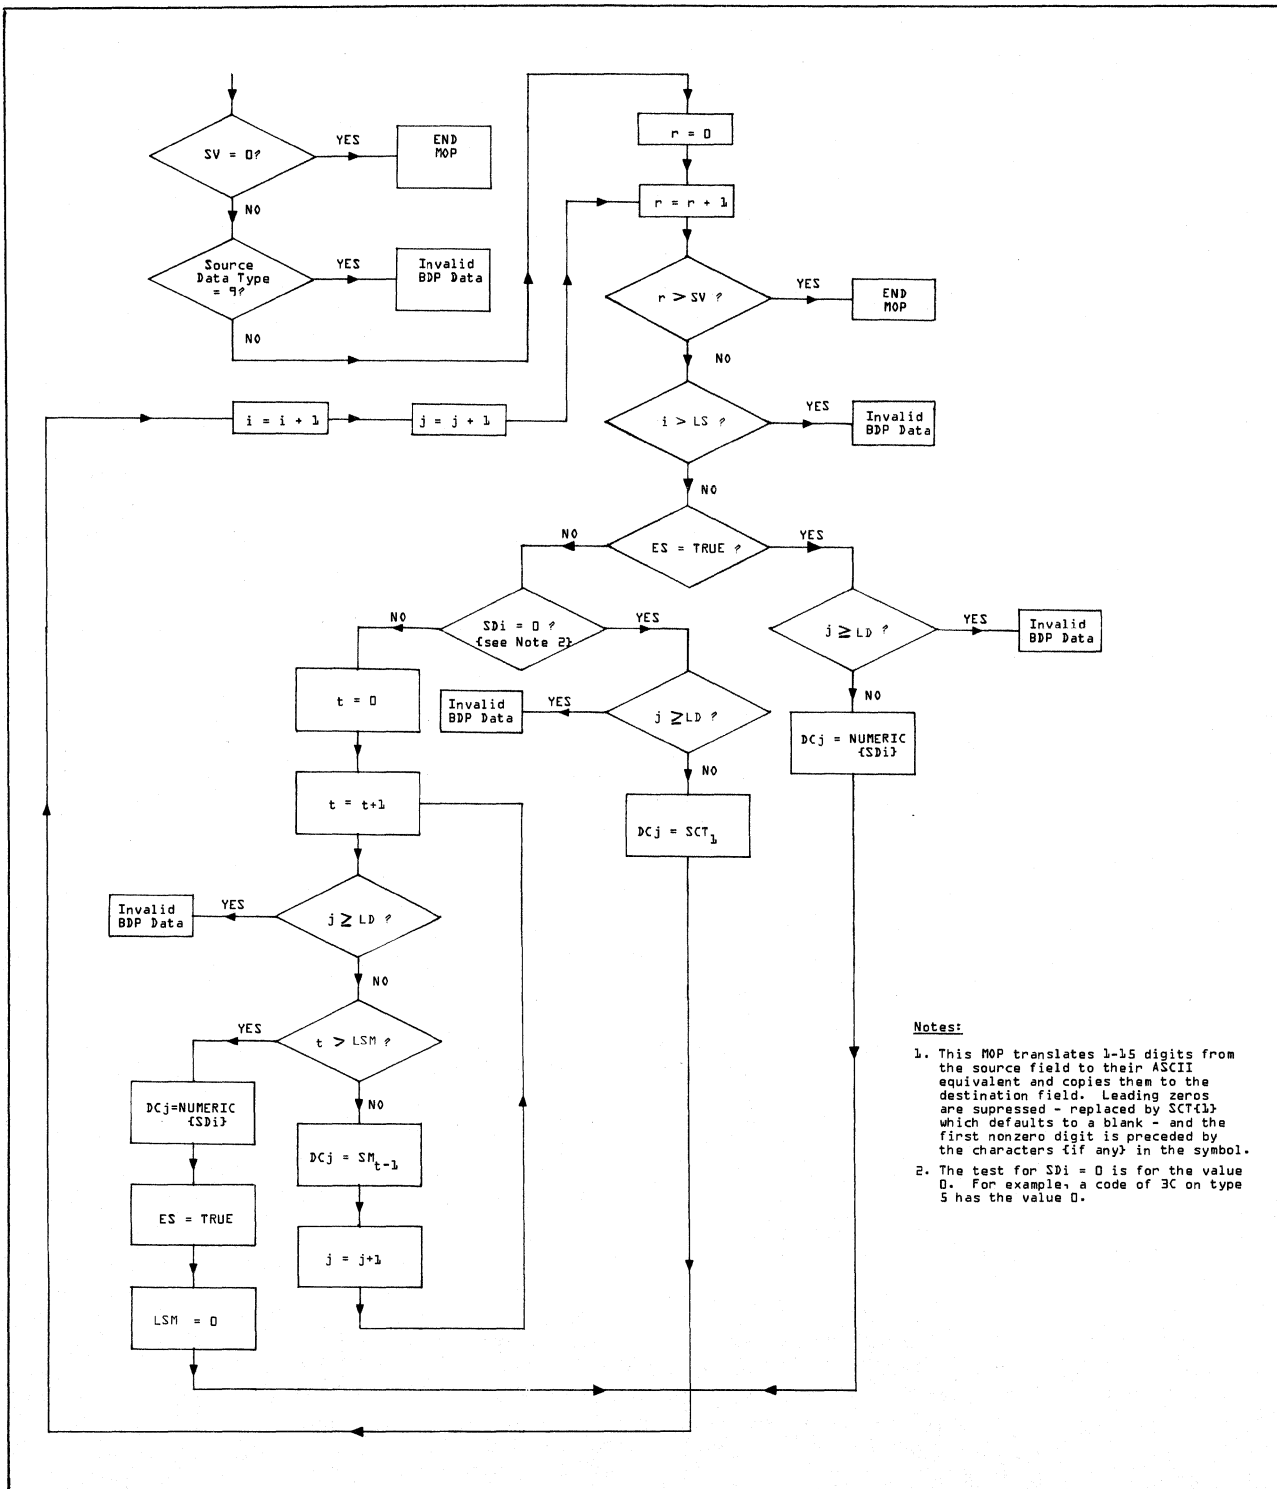 SV = 0?
YES
END
MOP
NO
Source
Data Type
= 9?
YES
Invalid
BDP Data
NO
r = 0
r = r + 1
r > SV ?
YES
END
MOP
NO
i = i + 1
j = j + 1
i > LS ?
YES
Invalid
BDP Data
NO
ES = TRUE ?
NO
YES
SDi = 0 ?
{see Note 2}
NO
YES
j ≥ LD ?
YES
Invalid
BDP Data
NO
DCj = NUMERIC
{SDi}
t = 0
Invalid
BDP Data
YES
j ≥ LD ?
NO
DCj = SCT1
t = t+1
Invalid
BDP Data
YES
j ≥ LD ?
NO
t > LSM ?
YES
NO
DCj=NUMERIC
{SDi}
DCj = SMt-1
ES = TRUE
j = j+1
LSM = 0
Notes:
1. This MOP translates 1-15 digits from
the source field to their ASCII
equivalent and copies them to the
destination field. Leading zeros
are supressed - replaced by SCT{1}
which defaults to a blank - and the
first nonzero digit is preceded by
the characters {if any} in the symbol.
2. The test for SDi = 0 is for the value
0. For example, a code of 3C on type
5 has the value 0.